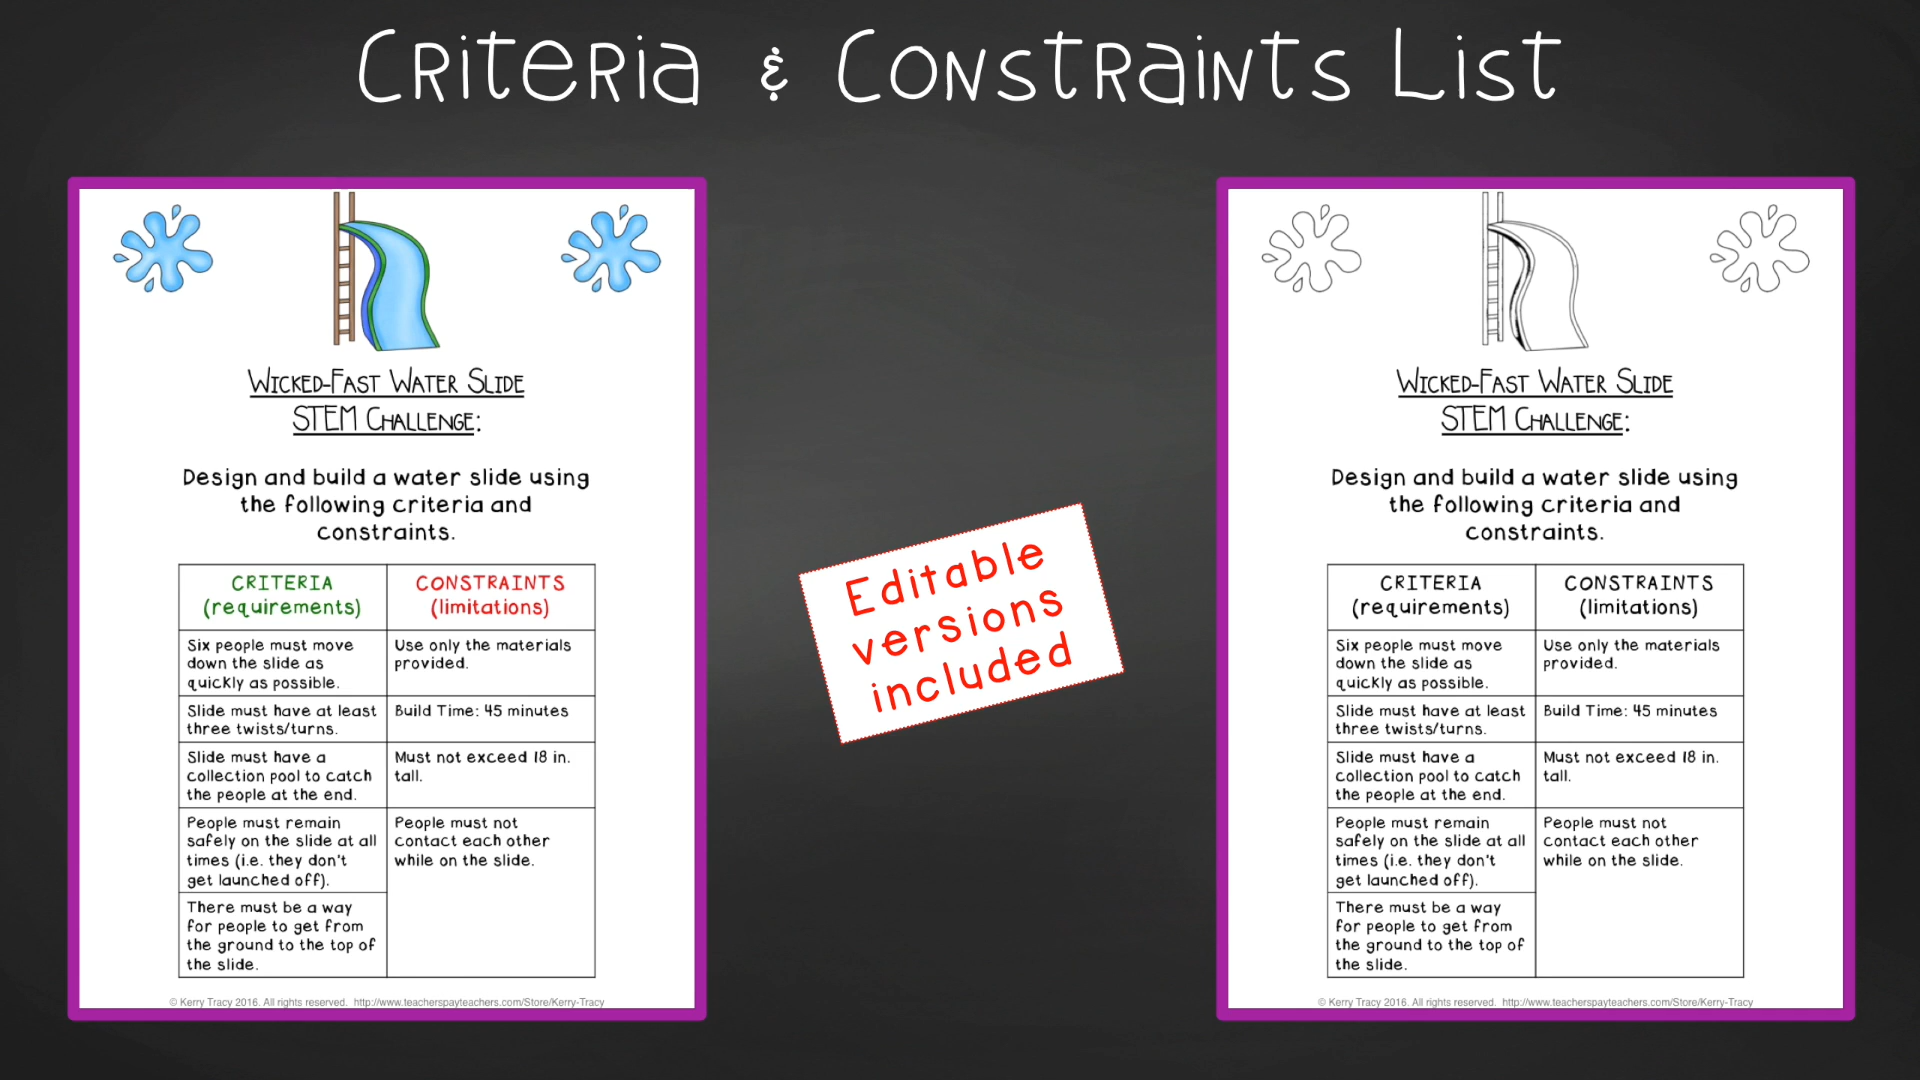 Criteria & Constraints List
Wicked-Fast Water Slide
STEM Challenge:
Design and build a water slide using
the following criteria and
constraints.
CRITERIA
(requirements)
CONSTRAINTS
(limitations)
Six people must move
down the slide as
quickly as possible.
Use only the materials
provided.
Slide must have at least
three twists/turns.
Build Time: 45 minutes
Slide must have a
collection pool to catch
the people at the end.
Must not exceed 18 in.
tall.
People must remain
safely on the slide at all
times (i.e. they don't
get launched off).
People must not
contact each other
while on the slide.
There must be a way
for people to get from
the ground to the top of
the slide.
© Kerry Tracy 2016. All rights reserved. http://www.teacherspayteachers.com/Store/Kerry-Tracy
Editable
versions
included
Wicked-Fast Water Slide
STEM Challenge:
Design and build a water slide using
the following criteria and
constraints.
CRITERIA
(requirements)
CONSTRAINTS
(limitations)
Six people must move
down the slide as
quickly as possible.
Use only the materials
provided.
Slide must have at least
three twists/turns.
Build Time: 45 minutes
Slide must have a
collection pool to catch
the people at the end.
Must not exceed 18 in.
tall.
People must remain
safely on the slide at all
times (i.e. they don't
get launched off).
People must not
contact each other
while on the slide.
There must be a way
for people to get from
the ground to the top of
the slide.
© Kerry Tracy 2016. All rights reserved. http://www.teacherspayteachers.com/Store/Kerry-Tracy